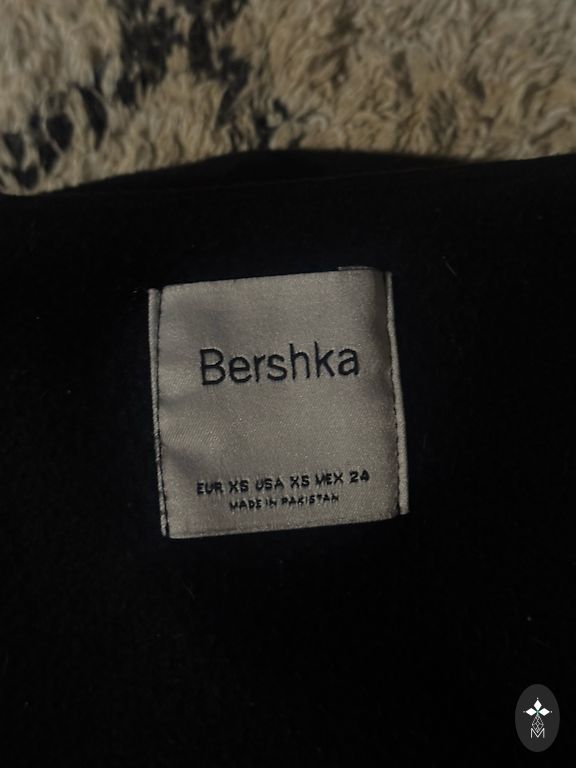 Bershka
EUR XS USA XS MEX 24
MADE IN PAKISTAN
M